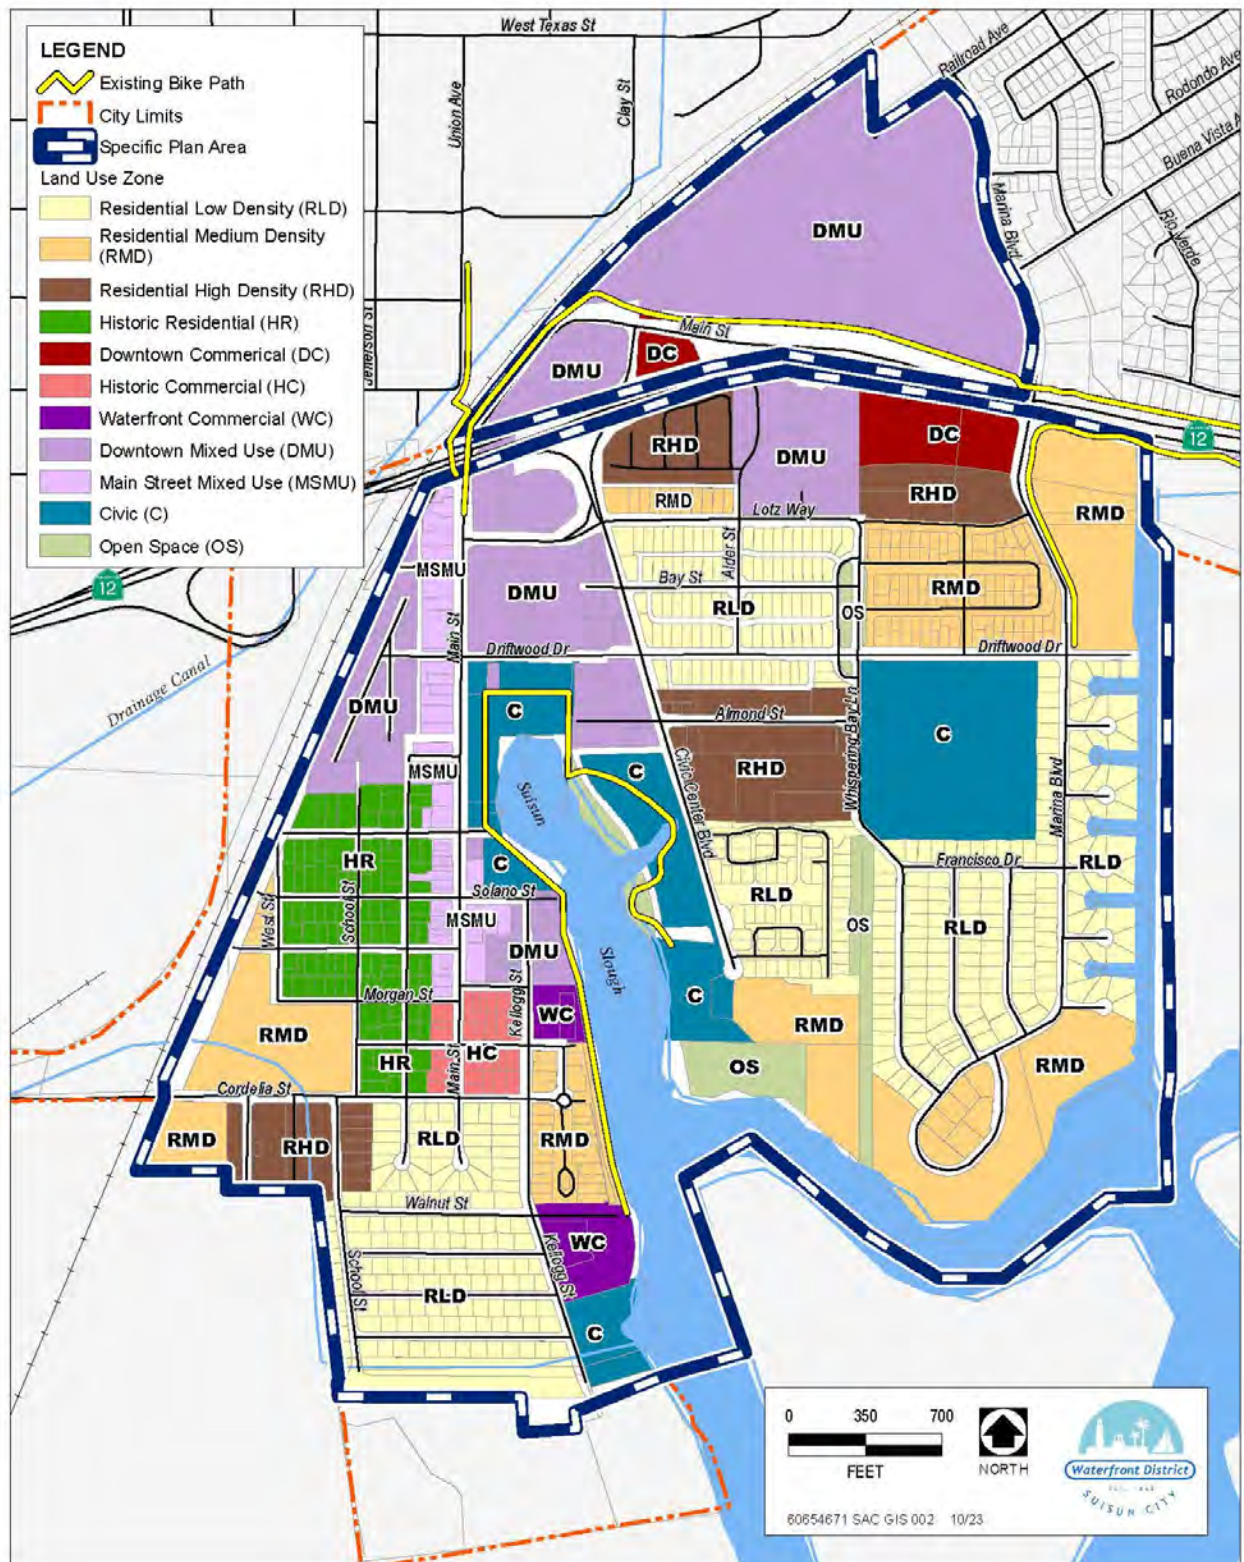 LEGEND
Existing Bike Path
City Limits
Specific Plan Area
Land Use Zone
Residential Low Density (RLD)
Residential Medium Density
(RMD)
Residential High Density (RHD)
Historic Residential (HR)
Downtown Commerical (DC)
Historic Commercial (HC)
Waterfront Commercial (WC)
Downtown Mixed Use (DMU)
Main Street Mixed Use (MSMU)
Civic (C)
Open Space (OS)
West Texas St
Union Ave
Clay St
Jefferson St
Railroad Ave
Rodondo Ave
Buena Vista A
Rio Verde
Marina Blvd
DMU
Main St
DMU
DC
12
RHD
DMU
DC
RHD
RMD
RMD
Lotz Way
12
MSMU
DMU
Alder St
Bay St
RLD
OS
RMD
Main St
Driftwood Dr
Driftwood Dr
Drainage Canal
DMU
C
Almond St
C
MSMU
C
RHD
Civic Center Blvd
Whispering Bay Ln
Marina Blvd
Suisun
HR
C
Francisco Dr
RLD
Solano St
West St
School St
MSMU
RLD
OS
RLD
DMU
Slough
Kellogg St
Morgan St
WC
C
RMD
RMD
HR
HC
Main St
RMD
OS
Cordelia St
RMD
RHD
RLD
RMD
Walnut St
WC
School St
Kellogg St
RLD
C
0 350 700
FEET
NORTH
Waterfront District
SUISUN CITY
60654671 SAC GIS 002 10/23